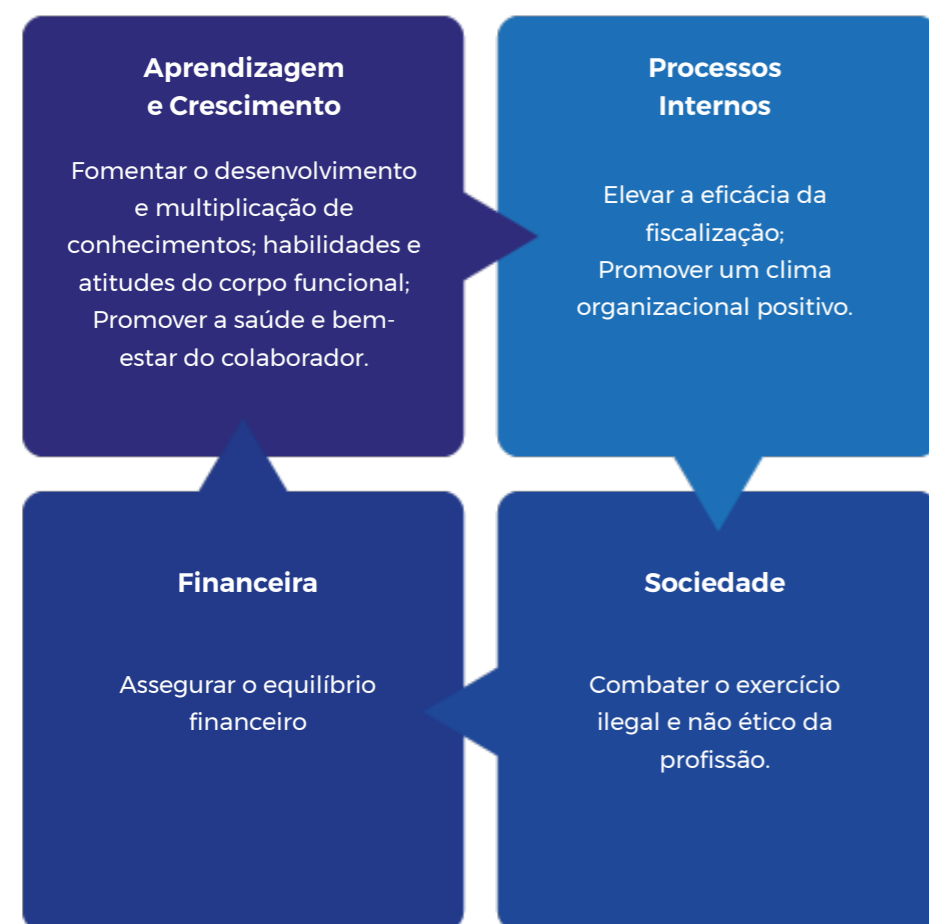 Aprendizagem
e Crescimento
Fomentar o desenvolvimento
e multiplicação de
conhecimentos; habilidades e
atitudes do corpo funcional;
Promover a saúde e bem-
estar do colaborador.
Processos
Internos
Elevar a eficácia da
fiscalização;
Promover um clima
organizacional positivo.
Financeira
Assegurar o equilíbrio
financeiro
Sociedade
Combater o exercício
ilegal e não ético da
profissão.